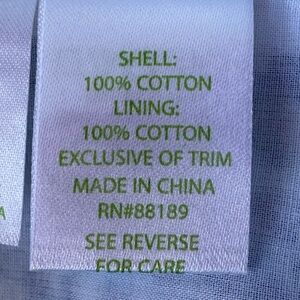 SHELL:
100% COTTON
LINING:
100% COTTON
EXCLUSIVE OF TRIM
MADE IN CHINA
RN#88189
SEE REVERSE
FOR CARE
A